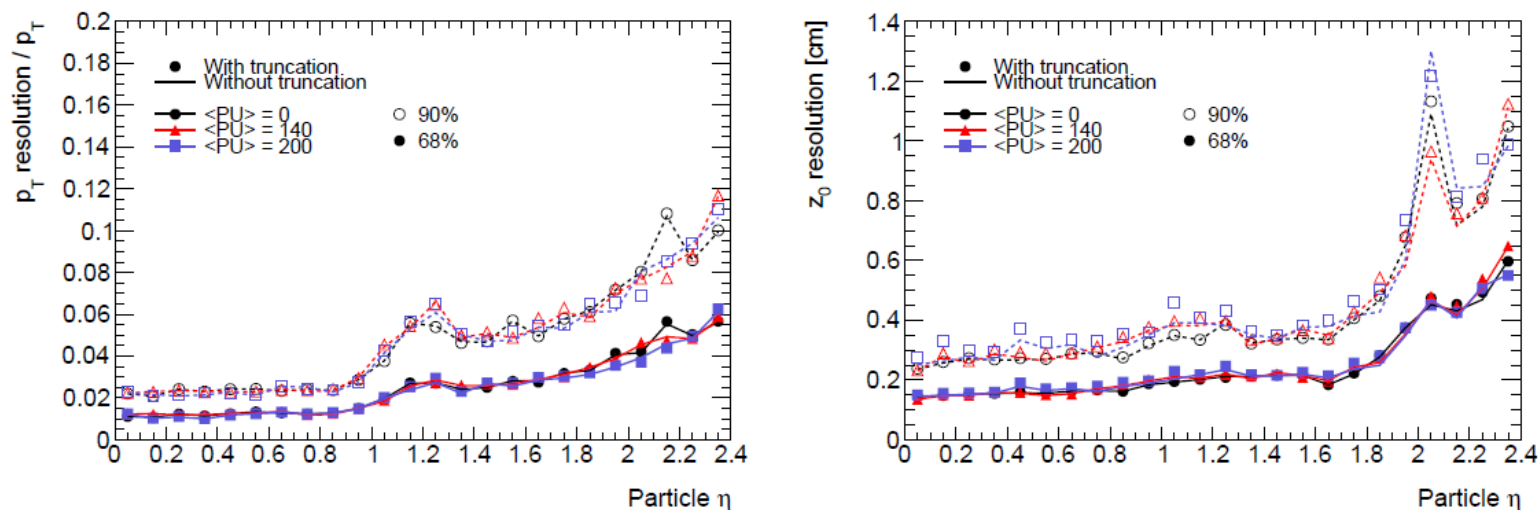 p_T resolution / p_T
0.2
0.18
0.16
0.14
0.12
0.1
0.08
0.06
0.04
0.02
0
With truncation
Without truncation
<PU> = 0
<PU> = 140
<PU> = 200
90%
68%
0 0.2 0.4 0.6 0.8 1 1.2 1.4 1.6 1.8 2 2.2 2.4
Particle η
z_0 resolution [cm]
1.4
1.2
1
0.8
0.6
0.4
0.2
0
With truncation
Without truncation
<PU> = 0
<PU> = 140
<PU> = 200
90%
68%
0 0.2 0.4 0.6 0.8 1 1.2 1.4 1.6 1.8 2 2.2 2.4
Particle η